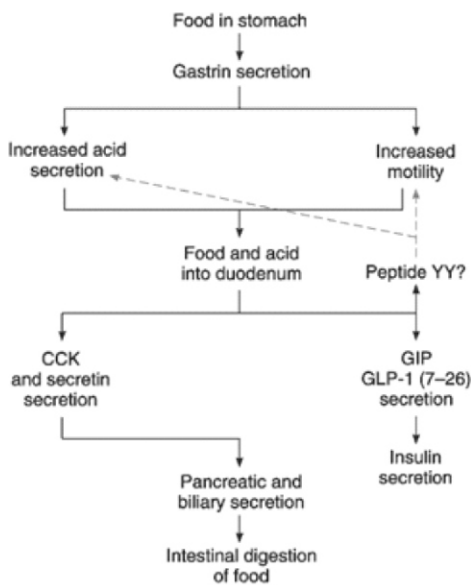 Food in stomach
Gastrin secretion
Increased acid
secretion
Increased
motility
Food and acid
into duodenum
Peptide YY?
CCK
and secretin
secretion
GIP
GLP-1 (7–26)
secretion
Insulin
secretion
Pancreatic and
biliary secretion
Intestinal digestion
of food